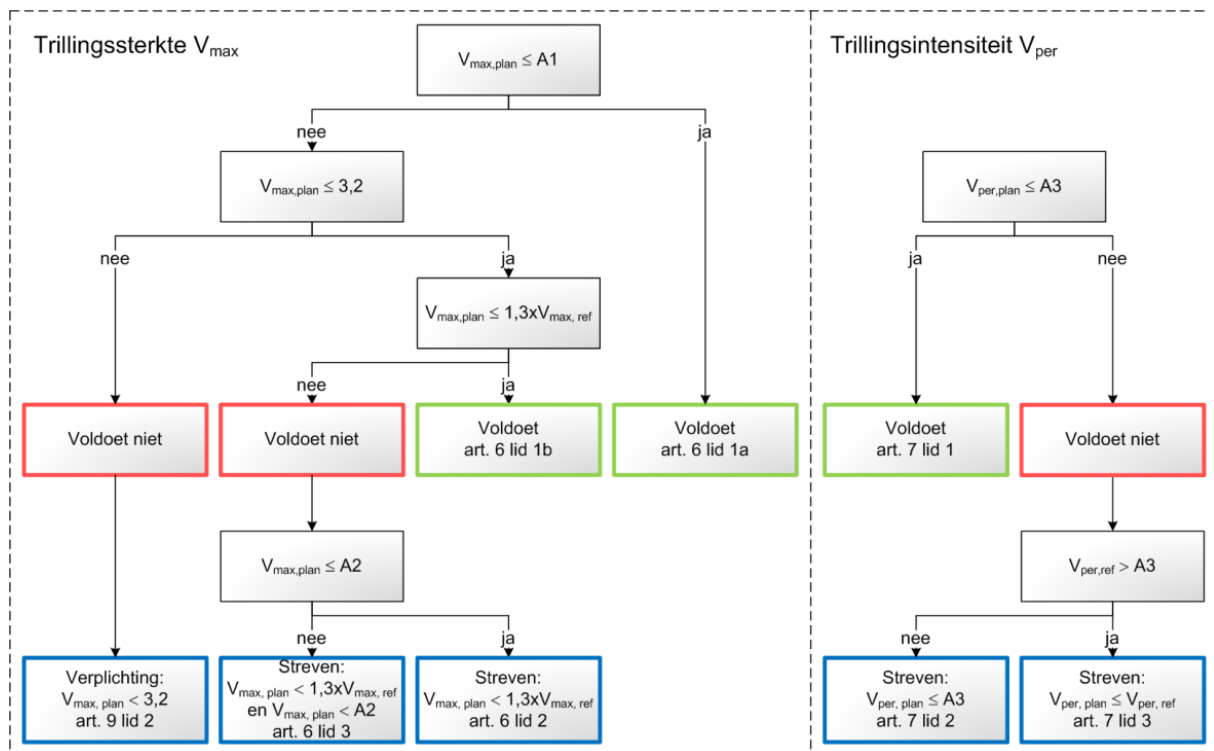 Trillingssterkte Vmax
Vmax,plan ≤ A1
nee
ja
Vmax,plan ≤ 3,2
nee
ja
Vmax,plan ≤ 1,3xVmax, ref
nee
ja
Voldoet niet
Voldoet niet
Voldoet
art. 6 lid 1b
Voldoet
art. 6 lid 1a
Vmax,plan ≤ A2
nee
ja
Verplichting:
Vmax, plan < 3,2
art. 9 lid 2
Streven:
Vmax, plan < 1,3xVmax, ref
en Vmax, plan < A2
art. 6 lid 3
Streven:
Vmax, plan < 1,3xVmax, ref
art. 6 lid 2
Trillingsintensiteit Vper
Vper,plan ≤ A3
ja
nee
Voldoet
art. 7 lid 1
Voldoet niet
Vper,ref > A3
nee
ja
Streven:
Vper, plan ≤ A3
art. 7 lid 2
Streven:
Vper, plan ≤ Vper, ref
art. 7 lid 3